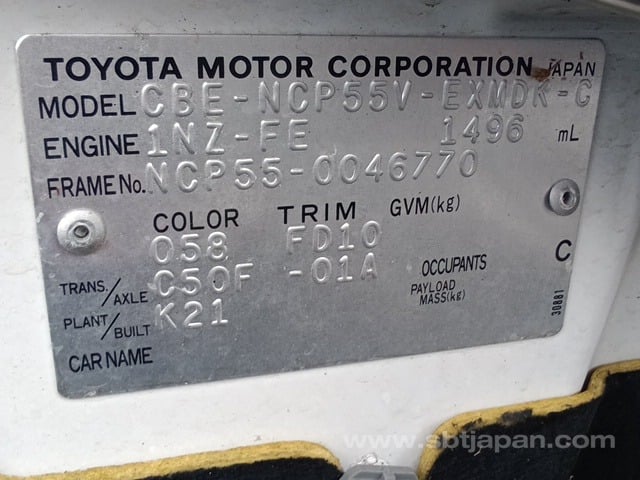 TOYOTA MOTOR CORPORATION JAPAN
MODEL CBE-NCP55V-EXMDK-C
ENGINE 1NZ-FE 1496 mL
FRAME No. NCP55-0046770
COLOR TRIM GVM(kg)
058 FD10 C
TRANS./AXLE C50F -01A OCCUPANTS
PLANT/BUILT K21 PAYLOAD MASS(kg)
CAR NAME
30881
www.sbtjapan.com